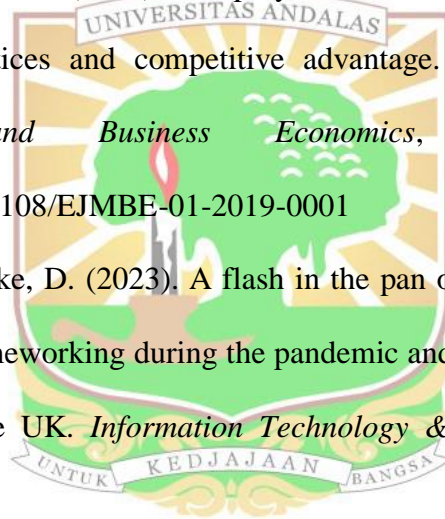 UNIVERSITAS ANDALAS
tices and competitive advantage.
and Business Economics,
108/EJMBE-01-2019-0001
ke, D. (2023). A flash in the pan o
neworking during the pandemic and
e UK. Information Technology &
UNTUK KEDJAJAAN BANGSA